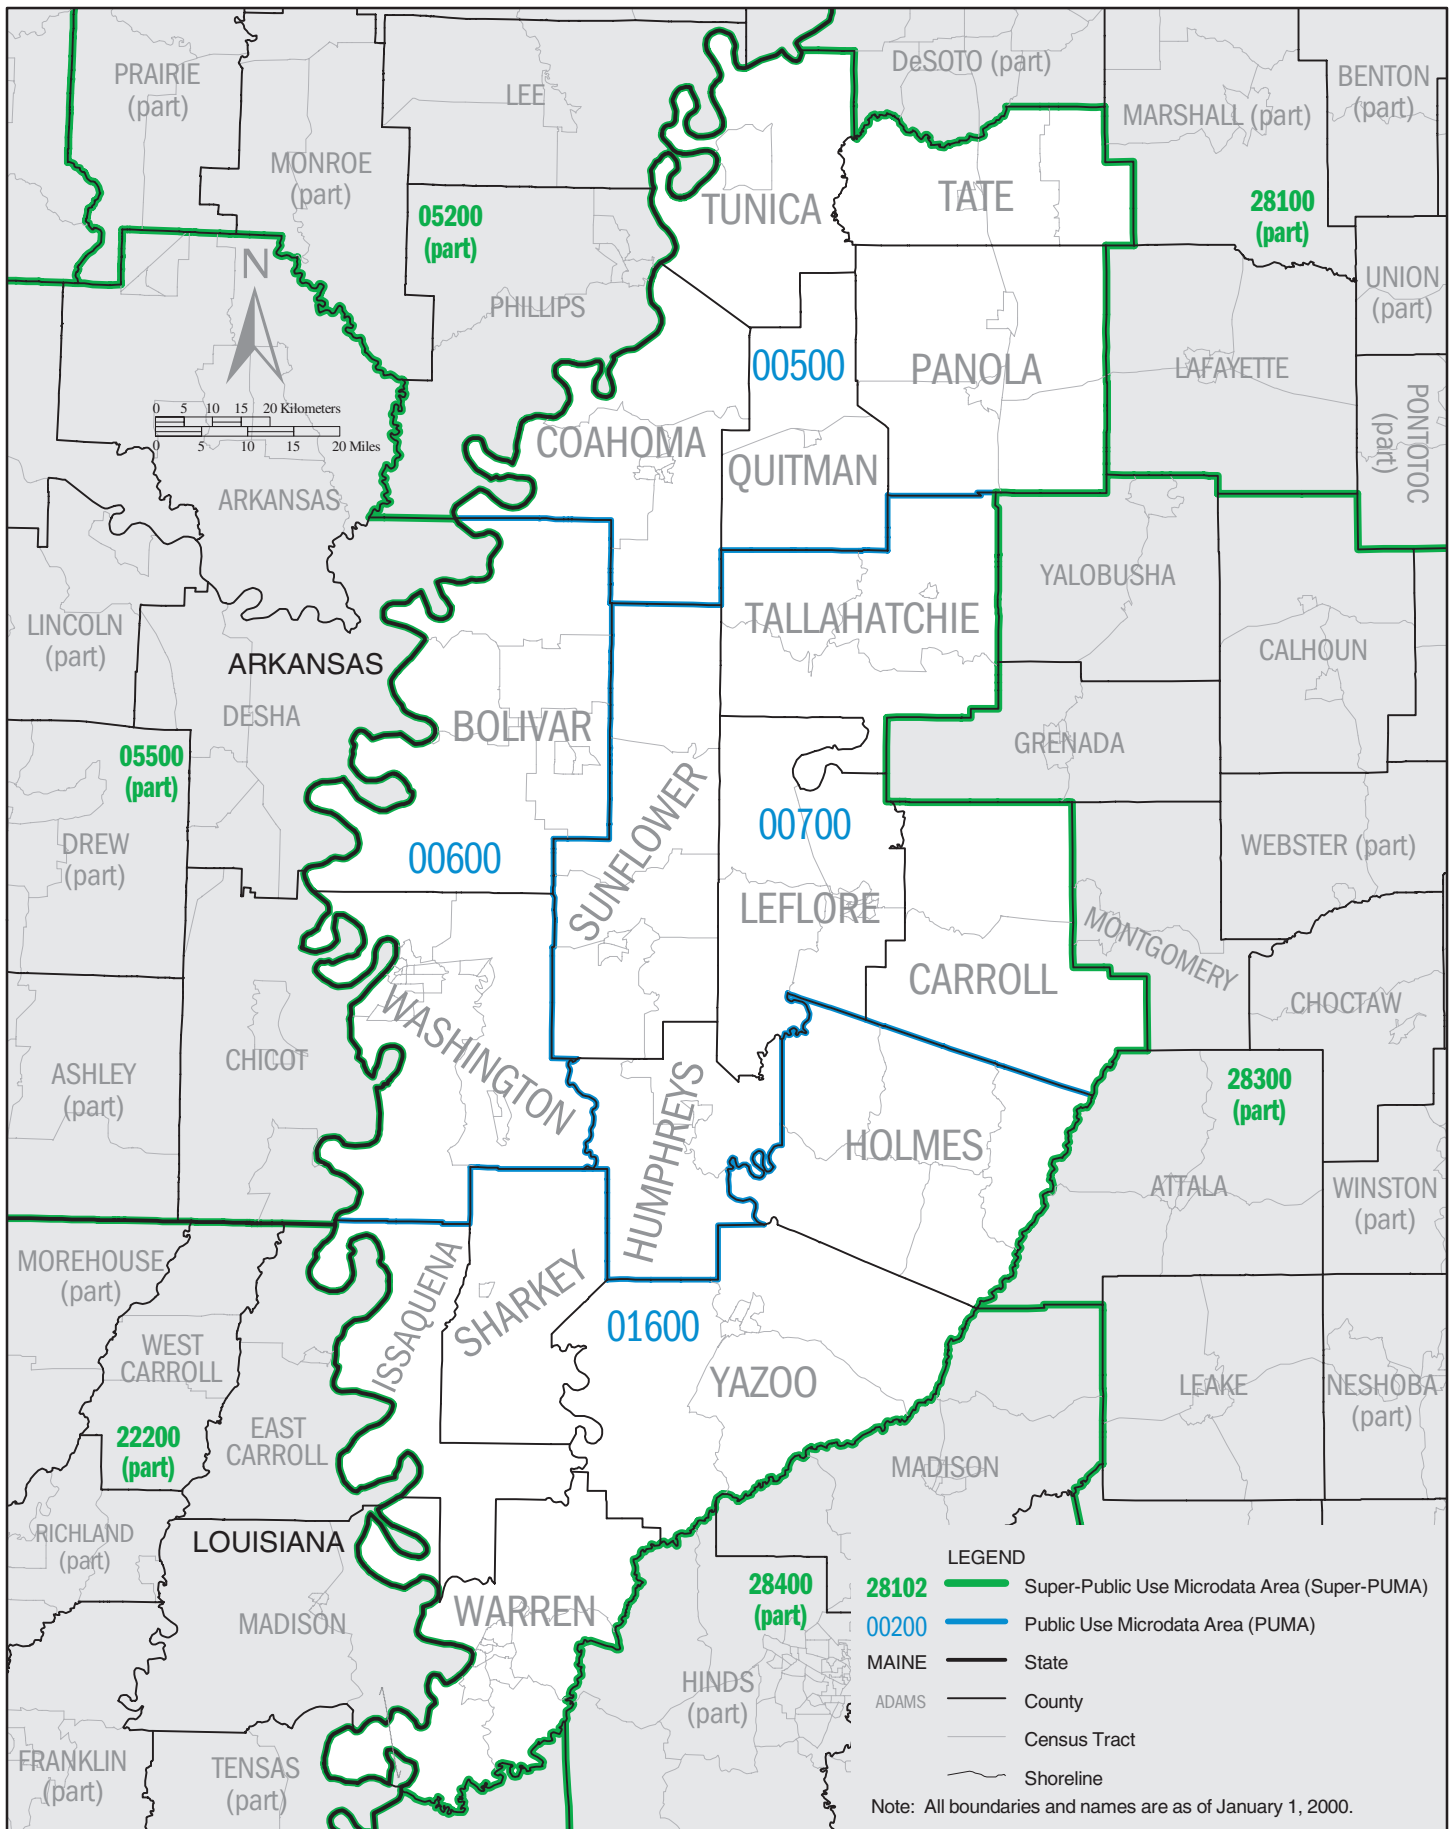 PRAIRIE
(part)
LEE
DeSOTO (part)
BENTON
(part)
MARSHALL (part)
MONROE
(part)
TUNICA
TATE
05200
(part)
28100
(part)
N
UNION
(part)
PHILLIPS
00500
PANOLA
LAFAYETTE
PONTOTOC
(part)
0 5 10 15 20 Kilometers
0 5 10 15 20 Miles
COAHOMA
QUITMAN
ARKANSAS
YALOBUSHA
TALLAHATCHIE
LINCOLN
(part)
ARKANSAS
CALHOUN
DESHA
BOLIVAR
GRENADA
05500
(part)
SUNFLOWER
00700
DREW
(part)
00600
WEBSTER (part)
LEFLORE
MONTGOMERY
CARROLL
CHOCTAW
WASHINGTON
CHICOT
ASHLEY
(part)
28300
(part)
HUMPHREYS
HOLMES
ATTALA
WINSTON
(part)
MOREHOUSE
(part)
ISSAQUENA
SHARKEY
01600
WEST
CARROLL
YAZOO
LEAKE
NESHOBA
(part)
EAST
CARROLL
22200
(part)
MADISON
RICHLAND
(part)
LOUISIANA
WARREN
MADISON
28400
(part)
HINDS
(part)
FRANKLIN
(part)
TENSAS
(part)
LEGEND
28102 Super-Public Use Microdata Area (Super-PUMA)
00200 Public Use Microdata Area (PUMA)
MAINE State
ADAMS County
Census Tract
Shoreline
Note: All boundaries and names are as of January 1, 2000.